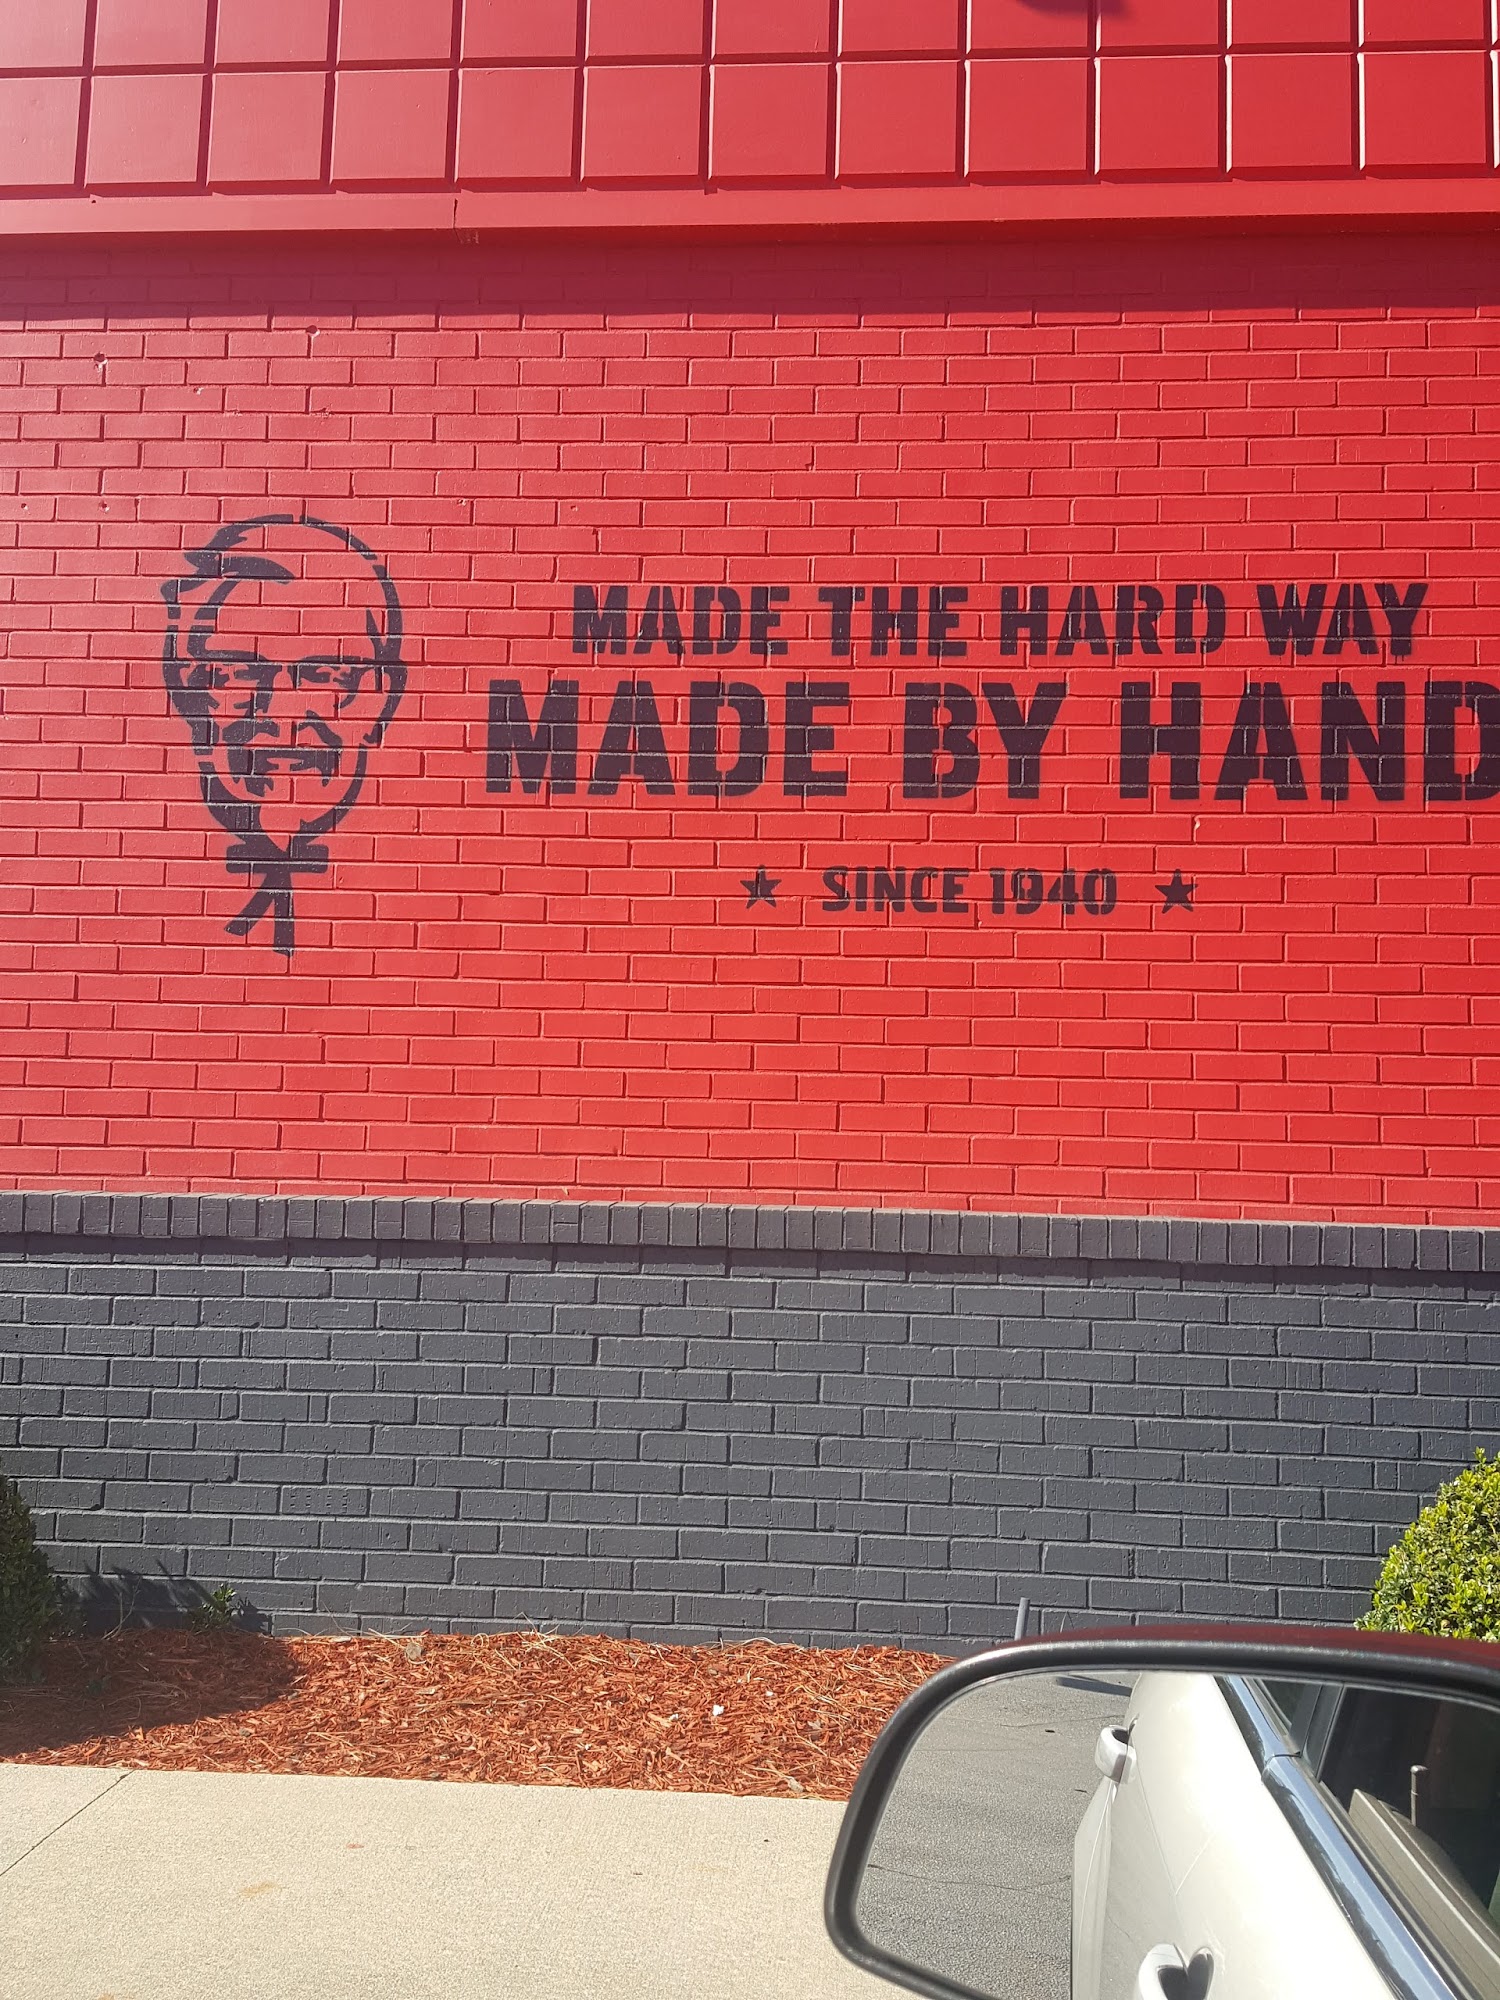 MADE THE HARD WAY
MADE BY HAND
★ SINCE 1940 ★